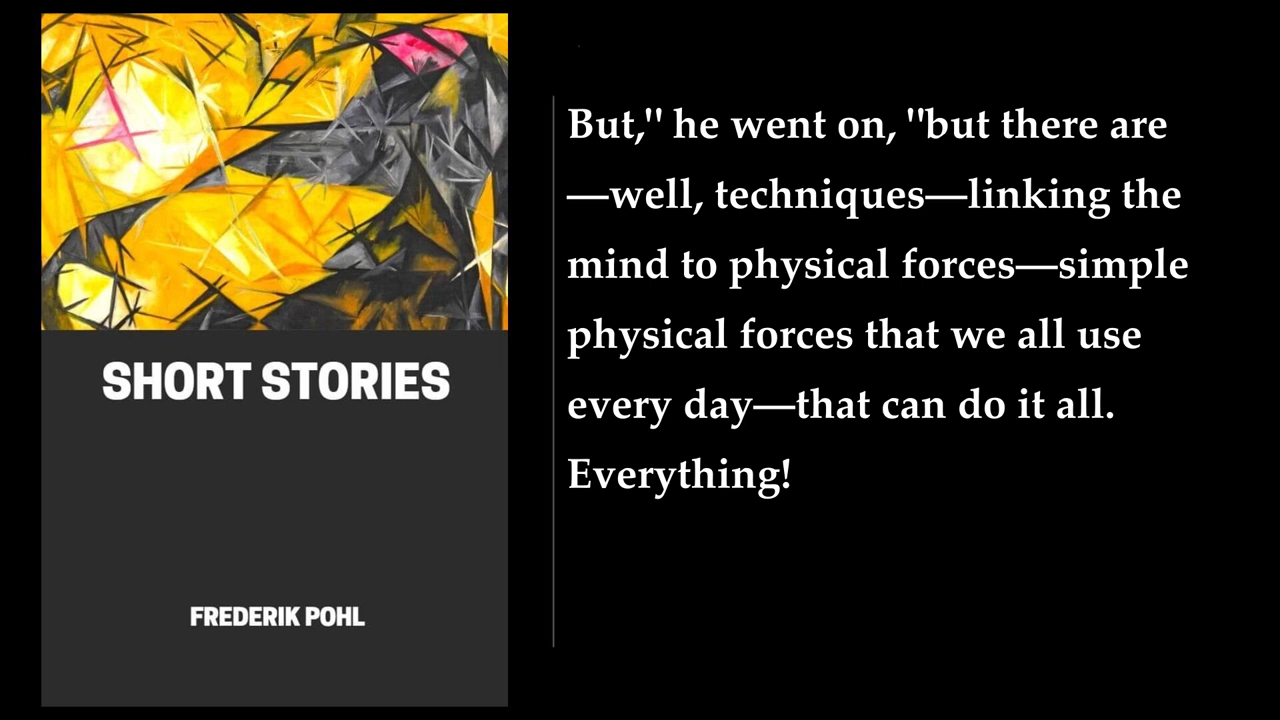 SHORT STORIES
FREDERIK POHL
But," he went on, "but there are
—well, techniques—linking the
mind to physical forces—simple
physical forces that we all use
every day—that can do it all.
Everything!